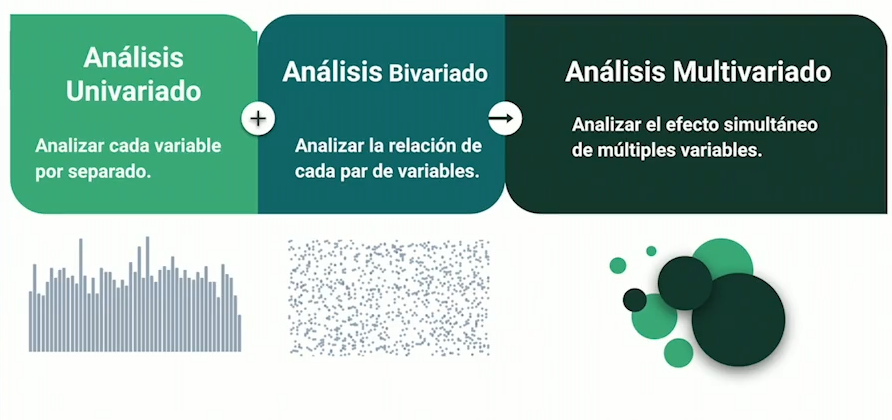 Análisis
Univariado
Analizar cada variable
por separado.
+
Análisis Bivariado
Analizar la relación de
cada par de variables.
Análisis Multivariado
Analizar el efecto simultáneo
de múltiples variables.